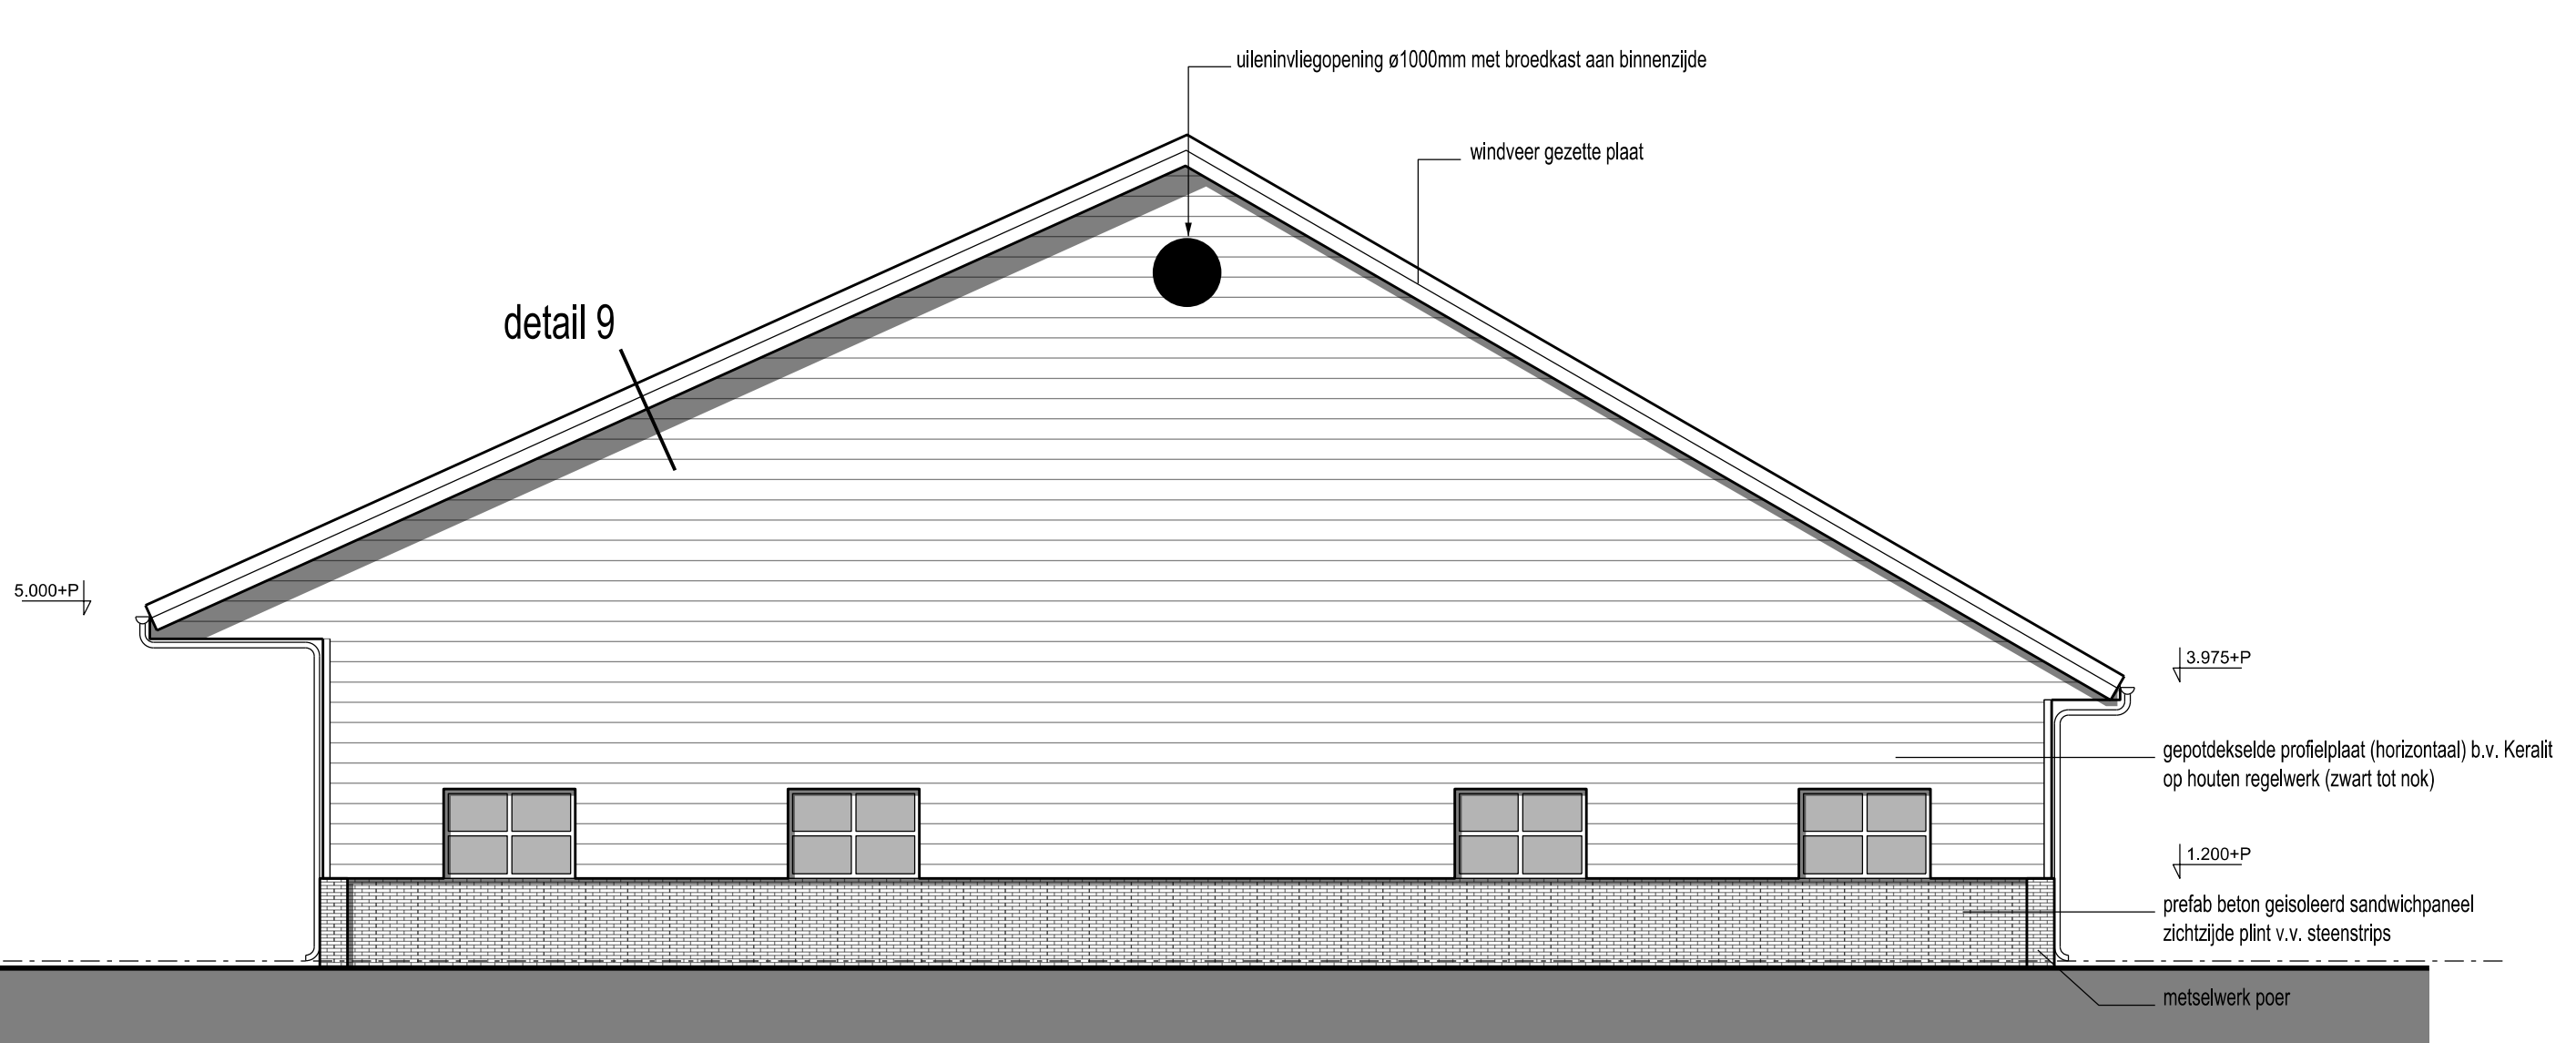 uileninvliegopening ø1000mm met broedkast aan binnenzijde
windveer gezette plaat
detail 9
5.000+P
3.975+P
gepotdekselde profielplaat (horizontaal) b.v. Keralit
op houten regelwerk (zwart tot nok)
1.200+P
prefab beton geisoleerd sandwichpaneel
zichtzijde plint v.v. steenstrips
metselwerk poer